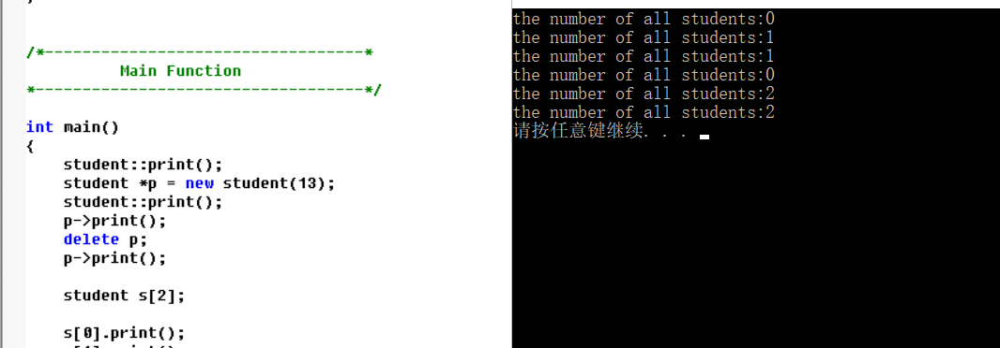 /*----------------------------------*
Main Function
*-----------------------------------*/
int main()
{
student::print();
student *p = new student(13);
student::print();
p->print();
delete p;
p->print();
student s[2];
s[0].print();
the number of all students:0
the number of all students:1
the number of all students:1
the number of all students:0
the number of all students:2
the number of all students:2
请按任意键继续. . .